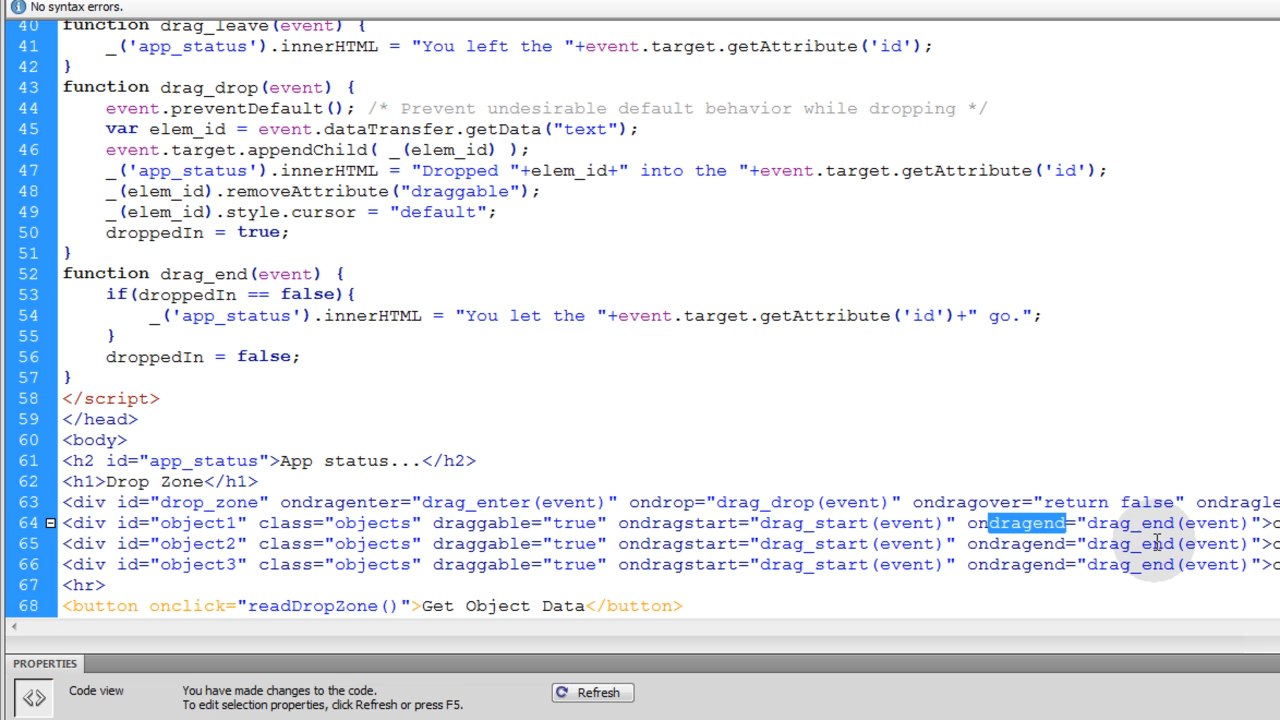 No syntax errors.
40 function drag_leave(event) {
41 _('app_status').innerHTML = "You left the "+event.target.getAttribute('id');
42 }
43 function drag_drop(event) {
44 event.preventDefault(); /* Prevent undesirable default behavior while dropping */
45 var elem_id = event.dataTransfer.getData("text");
46 event.target.appendChild( _(elem_id) );
47 _('app_status').innerHTML = "Dropped "+elem_id+" into the "+event.target.getAttribute('id');
48 _(elem_id).removeAttribute("draggable");
49 _(elem_id).style.cursor = "default";
50 droppedIn = true;
51 }
52 function drag_end(event) {
53 if(droppedIn == false){
54 _('app_status').innerHTML = "You let the "+event.target.getAttribute('id')+" go.";
55 }
56 droppedIn = false;
57 }
58 </script>
59 </head>
60 <body>
61 <h2 id="app_status">App status...</h2>
62 <h1>Drop Zone</h1>
63 <div id="drop_zone" ondragenter="drag_enter(event)" ondrop="drag_drop(event)" ondragover="return false" ondragle
64 <div id="object1" class="objects" draggable="true" ondragstart="drag_start(event)" ondragend="drag_end(event)">
65 <div id="object2" class="objects" draggable="true" ondragstart="drag_start(event)" ondragend="drag_end(event)">
66 <div id="object3" class="objects" draggable="true" ondragstart="drag_start(event)" ondragend="drag_end(event)">
67 <hr>
68 <button onclick="readDropZone()">Get Object Data</button>
PROPERTIES
Code view
You have made changes to the code.
To edit selection properties, click Refresh or press F5.
Refresh